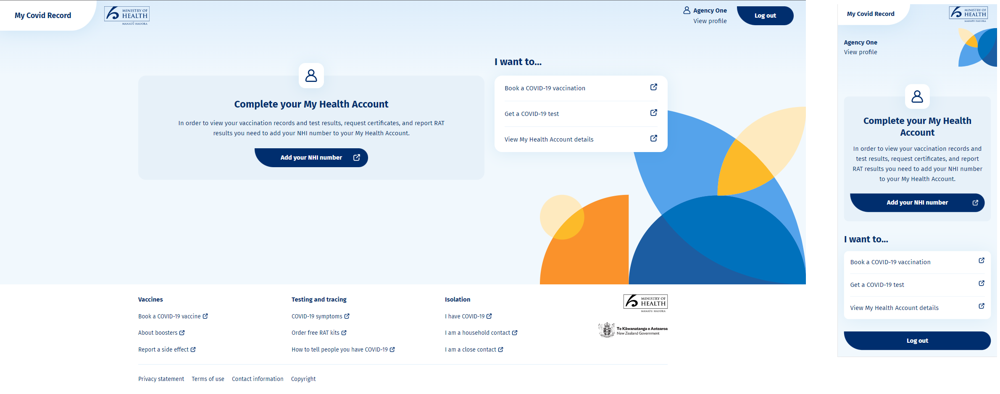 My Covid Record
MINISTRY OF
HEALTH
MANATŪ HAUORA
Agency One
View profile
Log out
Complete your My Health Account
In order to view your vaccination records and test results, request certificates, and report RAT
results you need to add your NHI number to your My Health Account.
Add your NHI number
I want to...
Book a COVID-19 vaccination
Get a COVID-19 test
View My Health Account details
Vaccines
Book a COVID-19 vaccine
About boosters
Report a side effect
Testing and tracing
COVID-19 symptoms
Order free RAT kits
How to tell people you have COVID-19
Isolation
I have COVID-19
I am a household contact
I am a close contact
MINISTRY OF
HEALTH
MANATŪ HAUORA
Te Kāwanatanga o Aotearoa
New Zealand Government
Privacy statement Terms of use Contact information Copyright
My Covid Record
MINISTRY OF
HEALTH
MANATŪ HAUORA
Agency One
View profile
Complete your My Health
Account
In order to view your vaccination records and
test results, request certificates, and report
RAT results you need to add your NHI number
to your My Health Account.
Add your NHI number
I want to...
Book a COVID-19 vaccination
Get a COVID-19 test
View My Health Account details
Log out